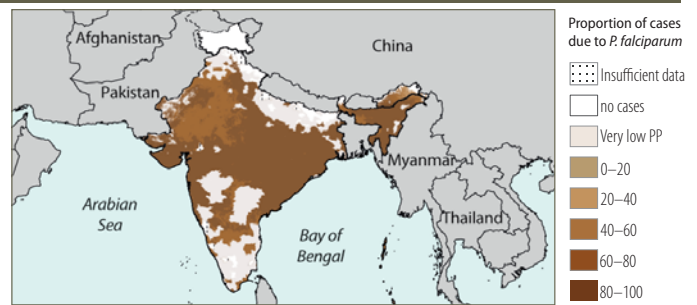 Afghanistan
China
Pakistan
Myanmar
Arabian
Sea
Bay of
Bengal
Thailand
Proportion of cases
due to P. falciparum
Insufficient data
no cases
Very low PP
0–20
20–40
40–60
60–80
80–100